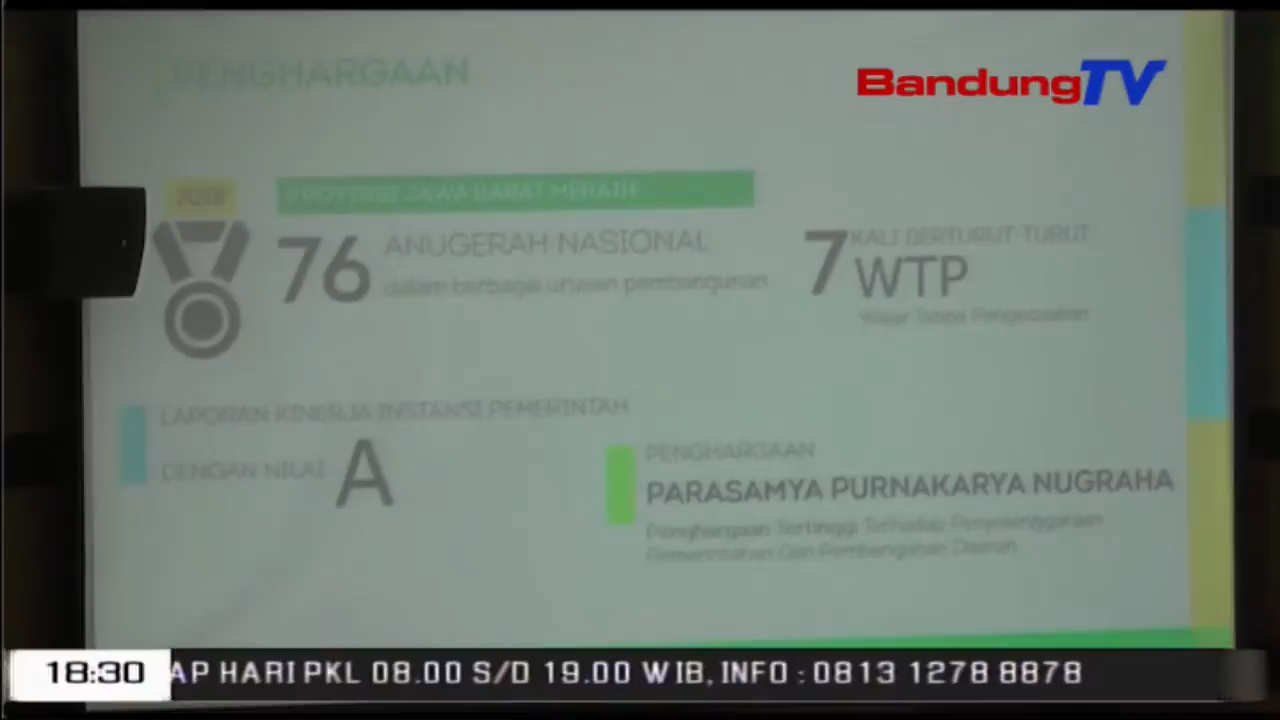 PENGHARGAAN
BandungTV
2018
PROVINSI JAWA BARAT MERAIH
76 ANUGERAH NASIONAL
dalam berbagai urusan pembangunan
7 KALI BERTURUT TURUT
WTP
Wajar Tanpa Pengecualian
LAPORAN KINERJA INSTANSI PEMERINTAH
DENGAN NILAI A
PENGHARGAAN
PARASAMYA PURNAKARYA NUGRAHA
Penghargaan Tertinggi Terhadap Penyelenggaraan
Pemerintahan Dan Pembangunan Daerah
18:30 AP HARI PKL 08.00 S/D 19.00 WIB, INFO : 0813 1278 8878